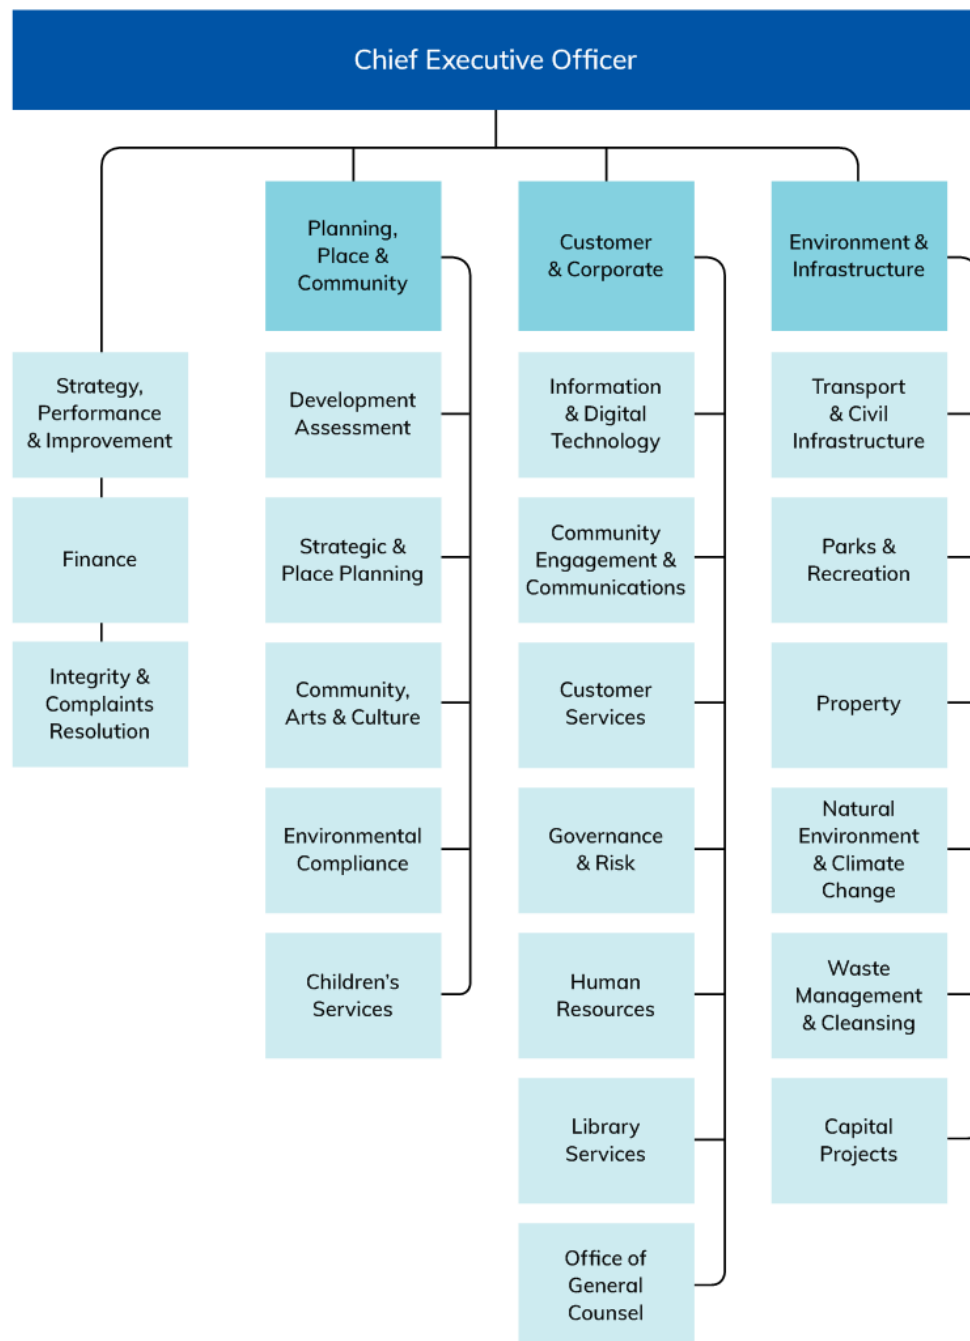 Chief Executive Officer
Planning,
Place &
Community
Customer
& Corporate
Environment &
Infrastructure
Strategy,
Performance
& Improvement
Finance
Integrity &
Complaints
Resolution
Development
Assessment
Strategic &
Place Planning
Community,
Arts & Culture
Environmental
Compliance
Children’s
Services
Information
& Digital
Technology
Community
Engagement &
Communications
Customer
Services
Governance
& Risk
Human
Resources
Library
Services
Office of
General
Counsel
Transport
& Civil
Infrastructure
Parks &
Recreation
Property
Natural
Environment
& Climate
Change
Waste
Management
& Cleansing
Capital
Projects